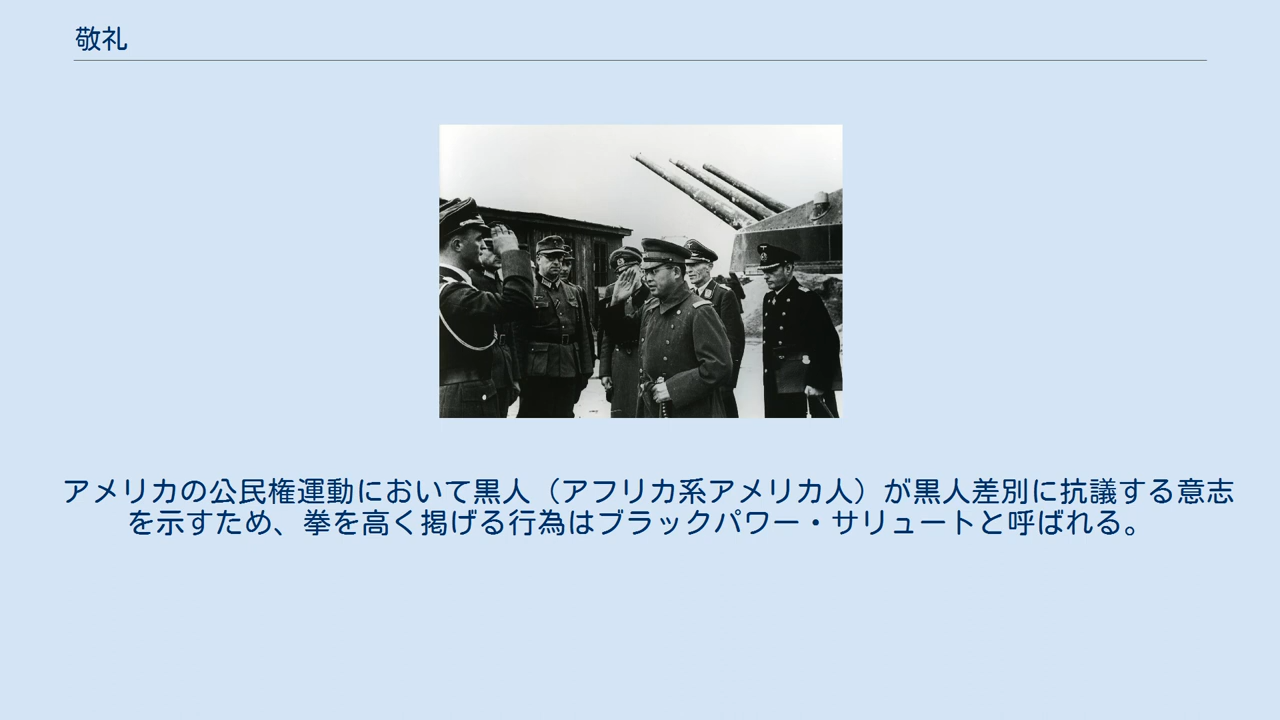 敬礼
アメリカの公民権運動において黒人（アフリカ系アメリカ人）が黒人差別に抗議する意志
を示すため、拳を高く掲げる行為はブラックパワー・サリュートと呼ばれる。